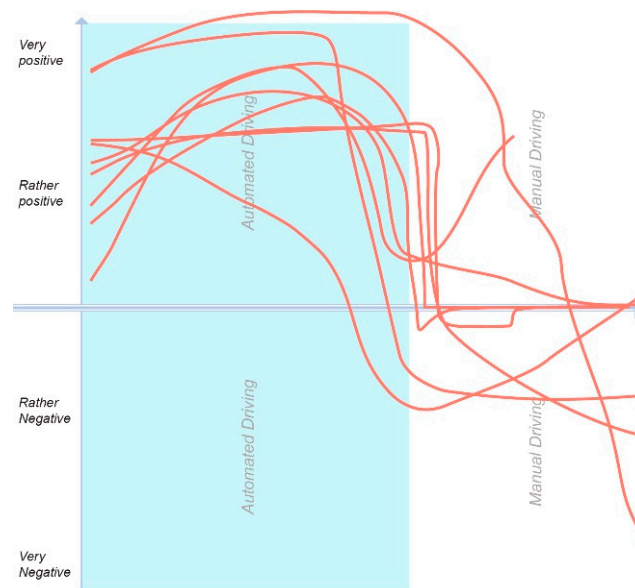 Very
positive
Automated Driving
Manual Driving
Rather
positive
Rather
Negative
Automated Driving
Manual Driving
Very
Negative